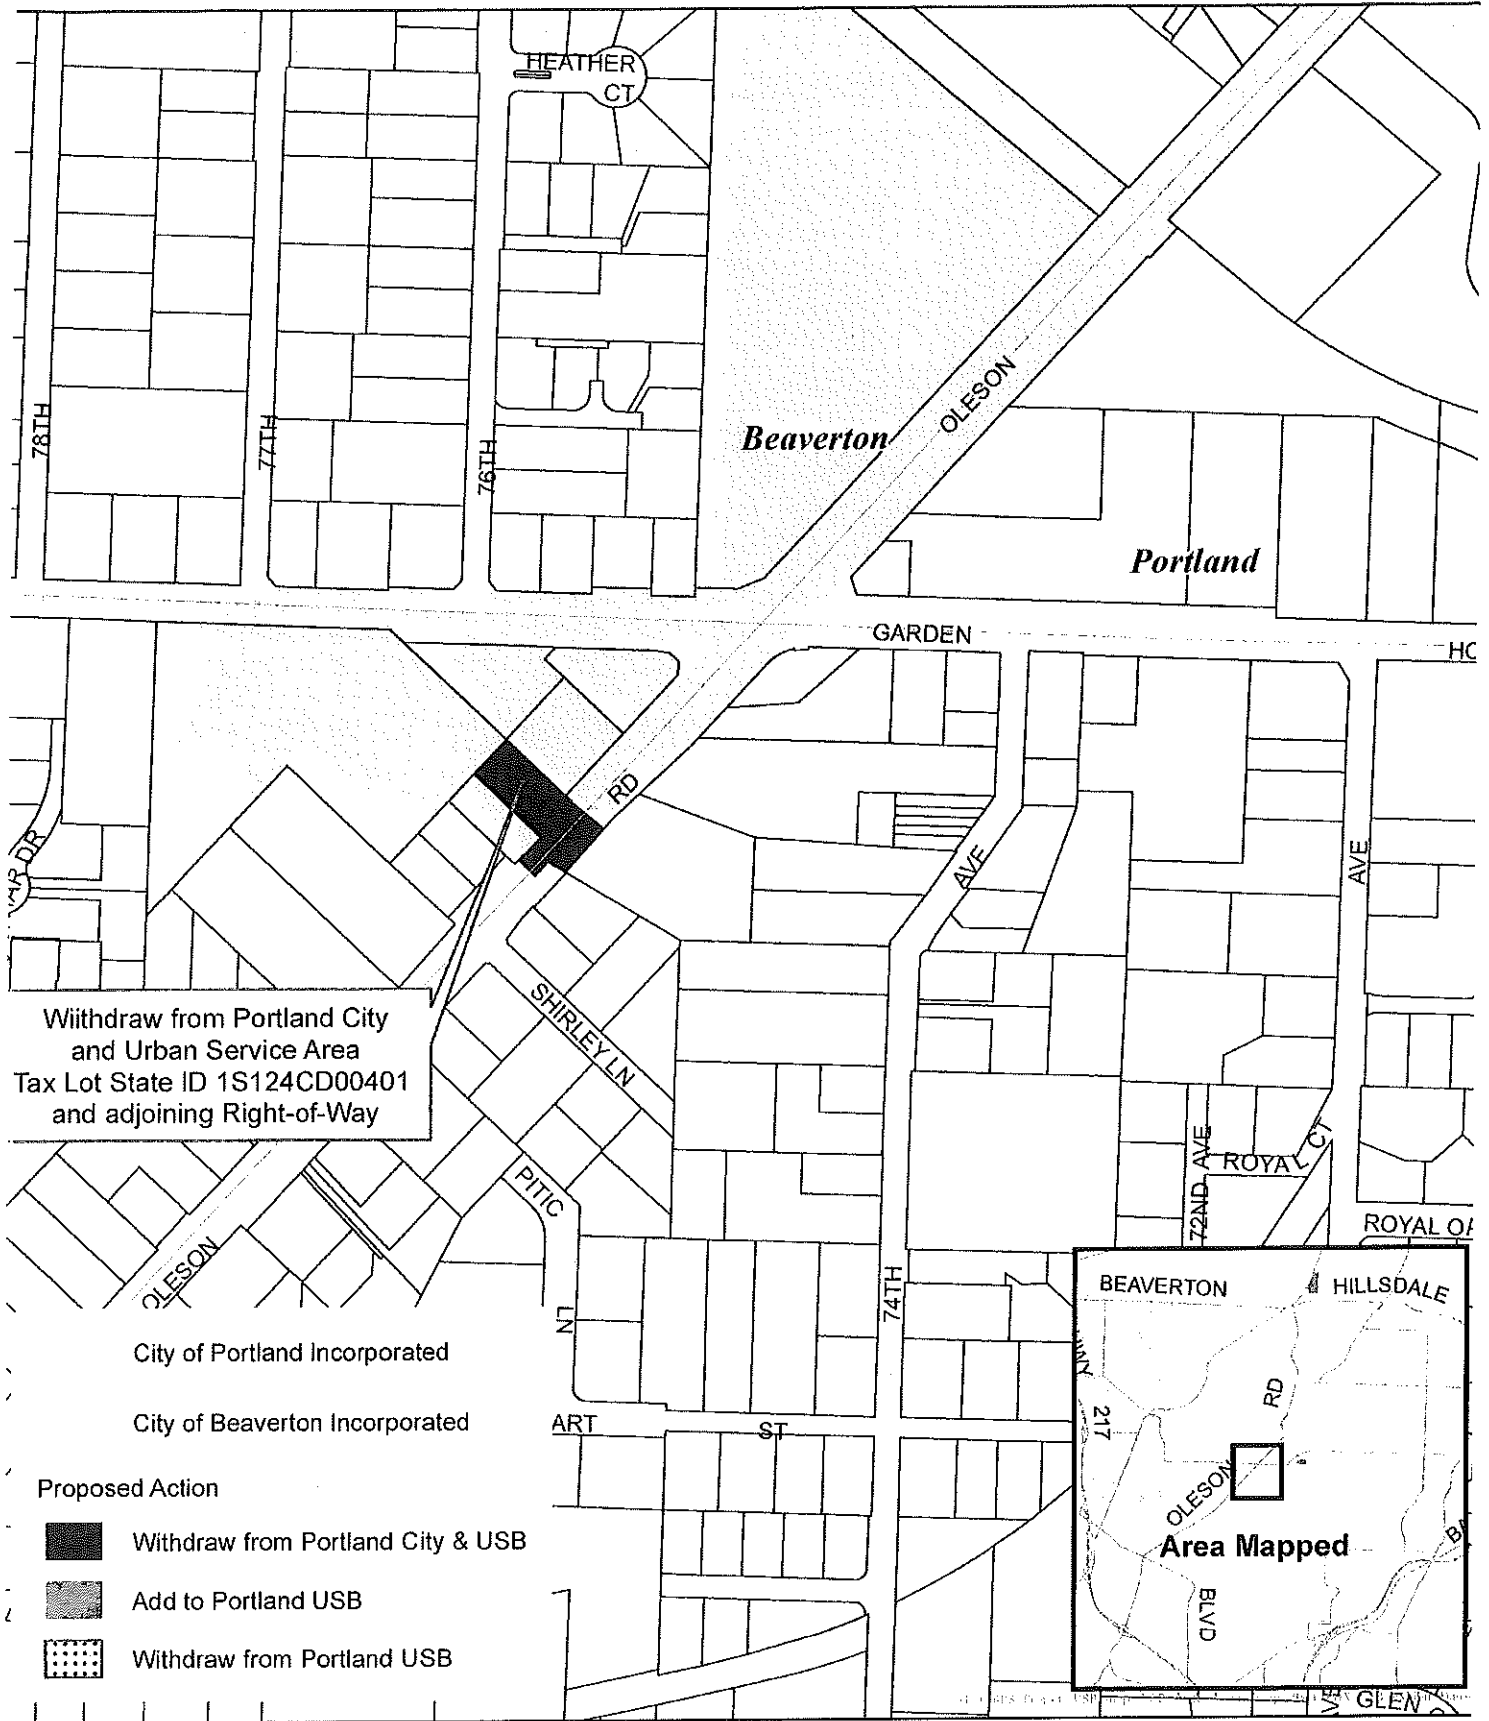 HEATHER
CT
78TH
77TH
76TH
Beaverton
OLESON
Portland
GARDEN
HO
RD
AVE
AVE
DR
SHIRLEY LN
Wiithdraw from Portland City
and Urban Service Area
Tax Lot State ID 1S124CD00401
and adjoining Right-of-Way
PITIC
LN
72ND AVE
ROYAL CT
ROYAL OA
OLESON
74TH
ART
ST
City of Portland Incorporated
City of Beaverton Incorporated
Proposed Action
Withdraw from Portland City & USB
Add to Portland USB
Withdraw from Portland USB
BEAVERTON
HILLSDALE
HWY
217
RD
OLESON
Area Mapped
BA
BLVD
GLEN